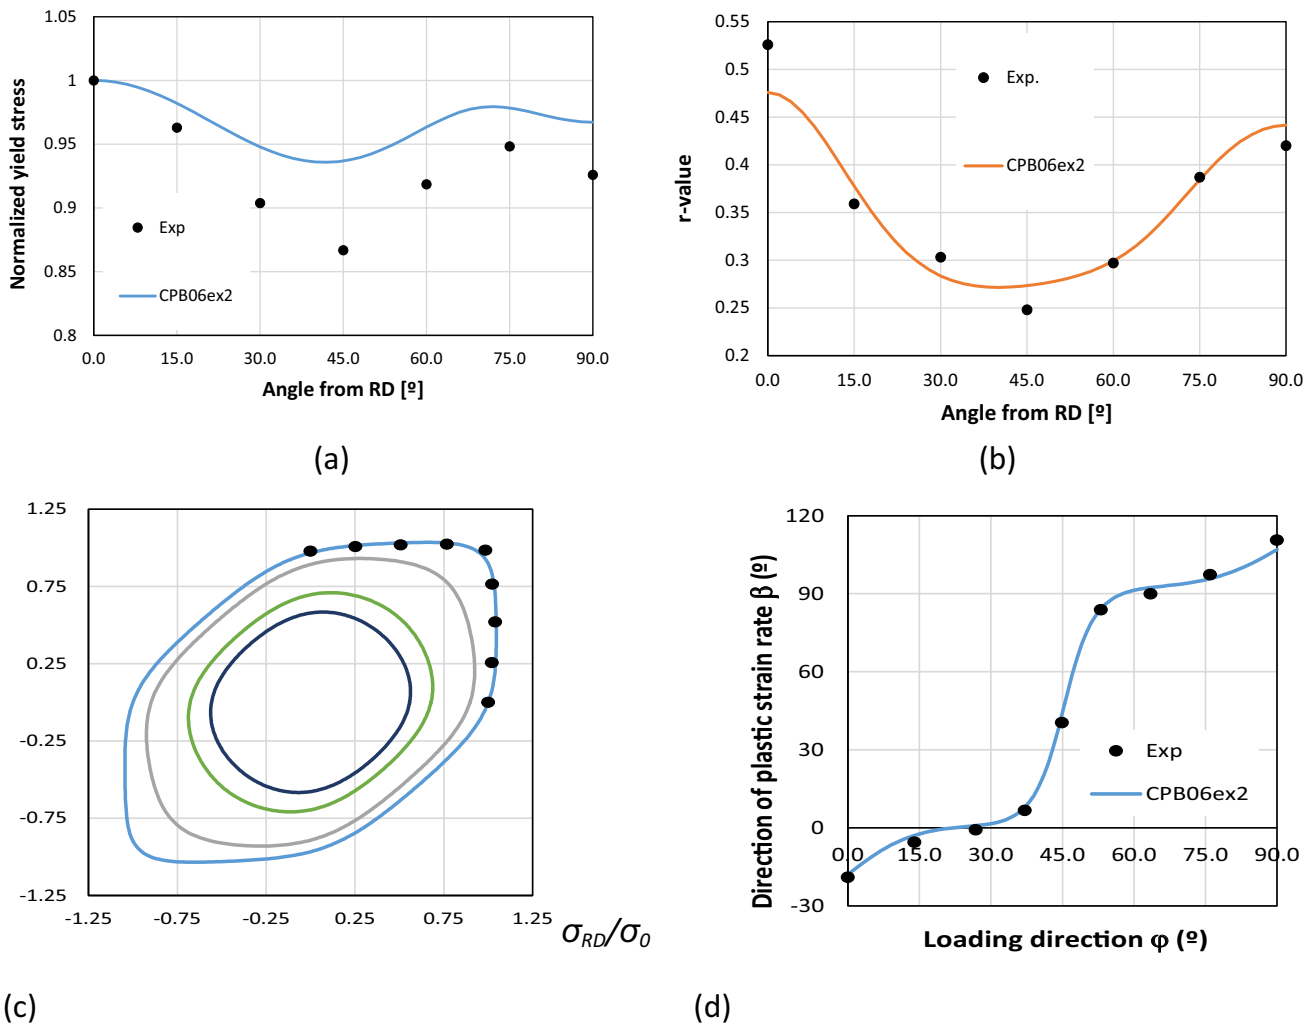 1.05
1
0.95
0.9
0.85
0.8
Normalized yield stress
Exp
CPB06ex2
0.0 15.0 30.0 45.0 60.0 75.0 90.0
Angle from RD [º]
(a)
0.55
0.5
0.45
0.4
0.35
0.3
0.25
0.2
r-value
Exp.
CPB06ex2
0.0 15.0 30.0 45.0 60.0 75.0 90.0
Angle from RD [º]
(b)
1.25
0.75
0.25
-0.25
-0.75
-1.25
-1.25 -0.75 -0.25 0.25 0.75 1.25
σRD/σ0
(c)
120
90
60
30
0
-30
Direction of plastic strain rate β (º)
Exp
CPB06ex2
0.0 15.0 30.0 45.0 60.0 75.0 90.0
Loading direction φ (º)
(d)